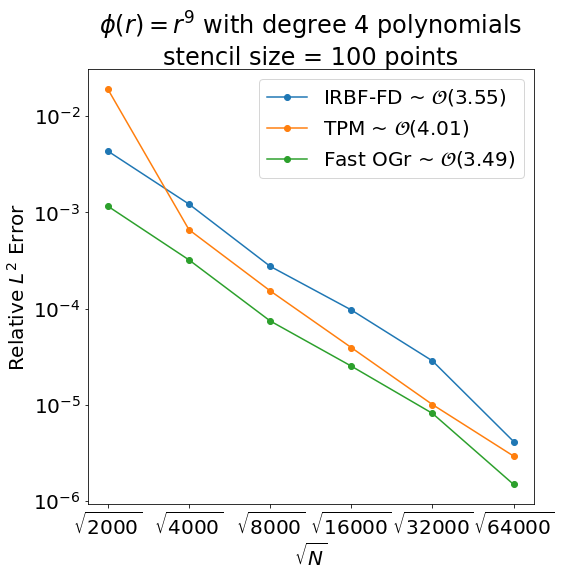 ϕ(r) = r⁹ with degree 4 polynomials
stencil size = 100 points
IRBF-FD ~ 𝒪(3.55)
TPM ~ 𝒪(4.01)
Fast OGr ~ 𝒪(3.49)
Relative L² Error
10⁻²
10⁻³
10⁻⁴
10⁻⁵
10⁻⁶
√2000 √4000 √8000 √16000 √32000 √64000
√N